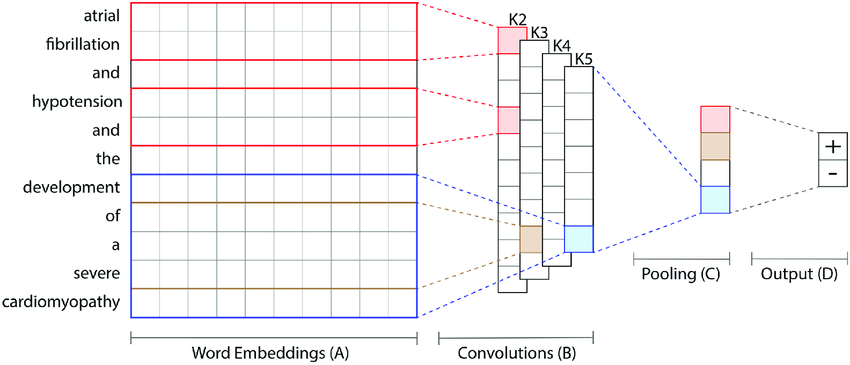 atrial
fibrillation
and
hypotension
and
the
development
of
a
severe
cardiomyopathy
K2
K3
K4
K5
+
-
Word Embeddings (A)
Convolutions (B)
Pooling (C)
Output (D)